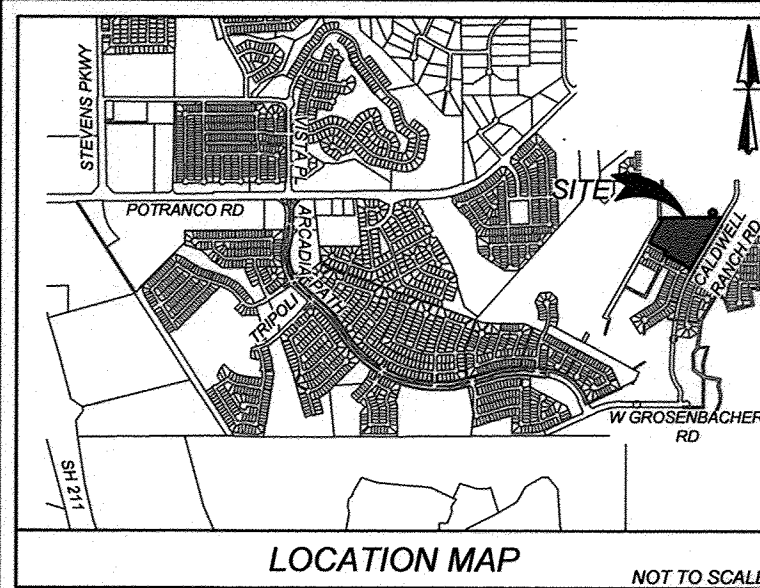 STEVENS PKWY
VISTA PL
SITE
POTRANCO RD
ARCADIA
PATH
CALDWELL
RANCH RD
TRIPOLI
W GROSENBACHER
RD
SH 211
LOCATION MAP
NOT TO SCALE